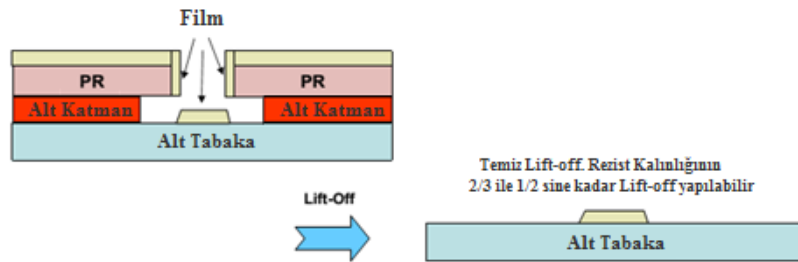 Film
PR
PR
Alt Katman
Alt Katman
Alt Tabaka
Lift-Off
Temiz Lift-off. Rezist Kalınlığının
2/3 ile 1/2 sine kadar Lift-off yapılabilir
Alt Tabaka